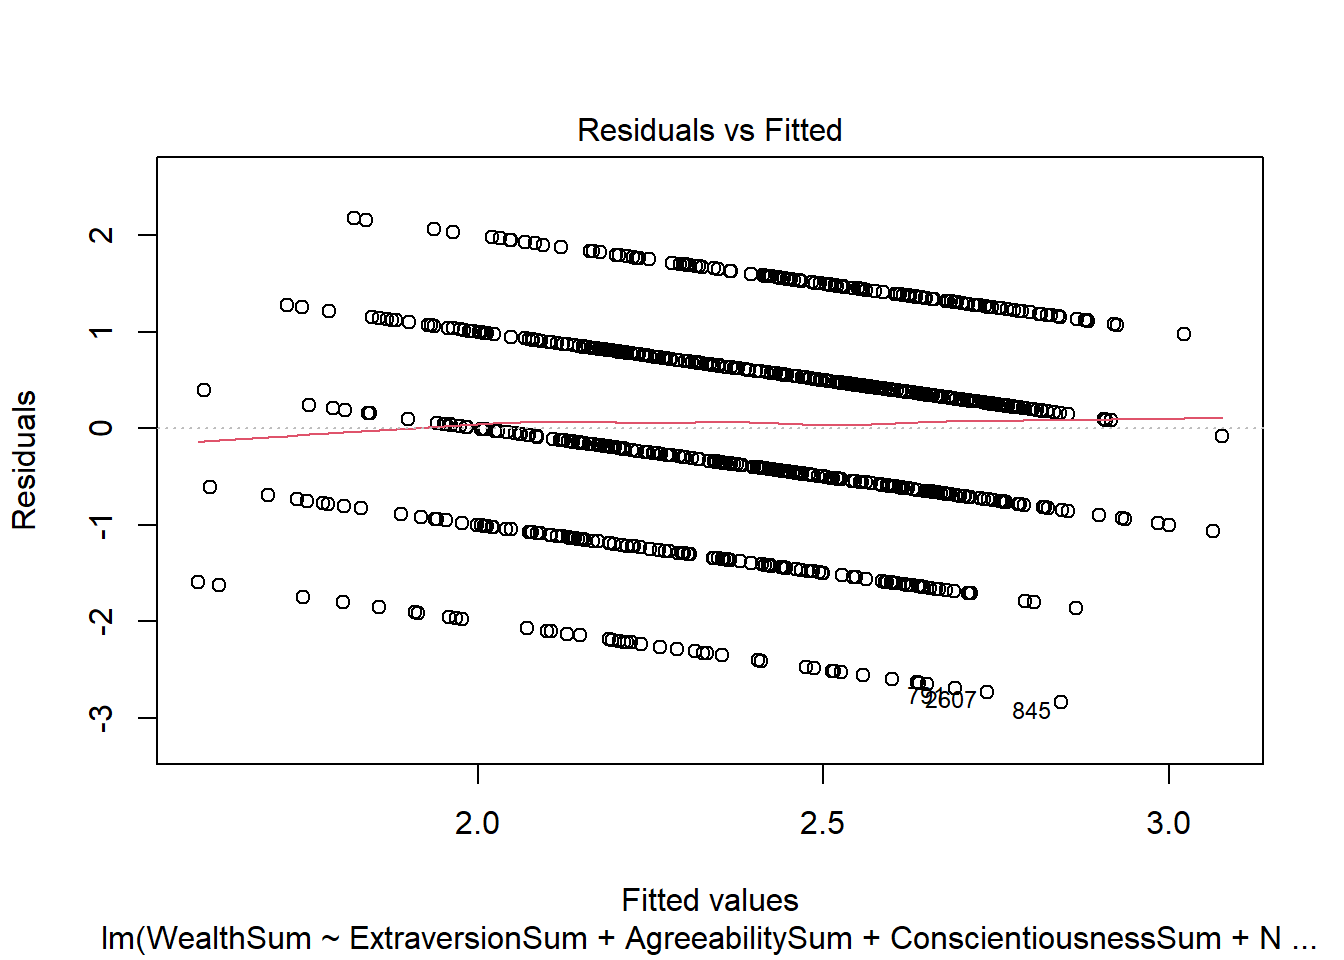 Residuals vs Fitted
Residuals
2
1
0
-1
-2
-3
791
2607
845
2.0 2.5 3.0
Fitted values
lm(WealthSum ~ ExtraversionSum + AgreeabilitySum + ConscientiousnessSum + N ...